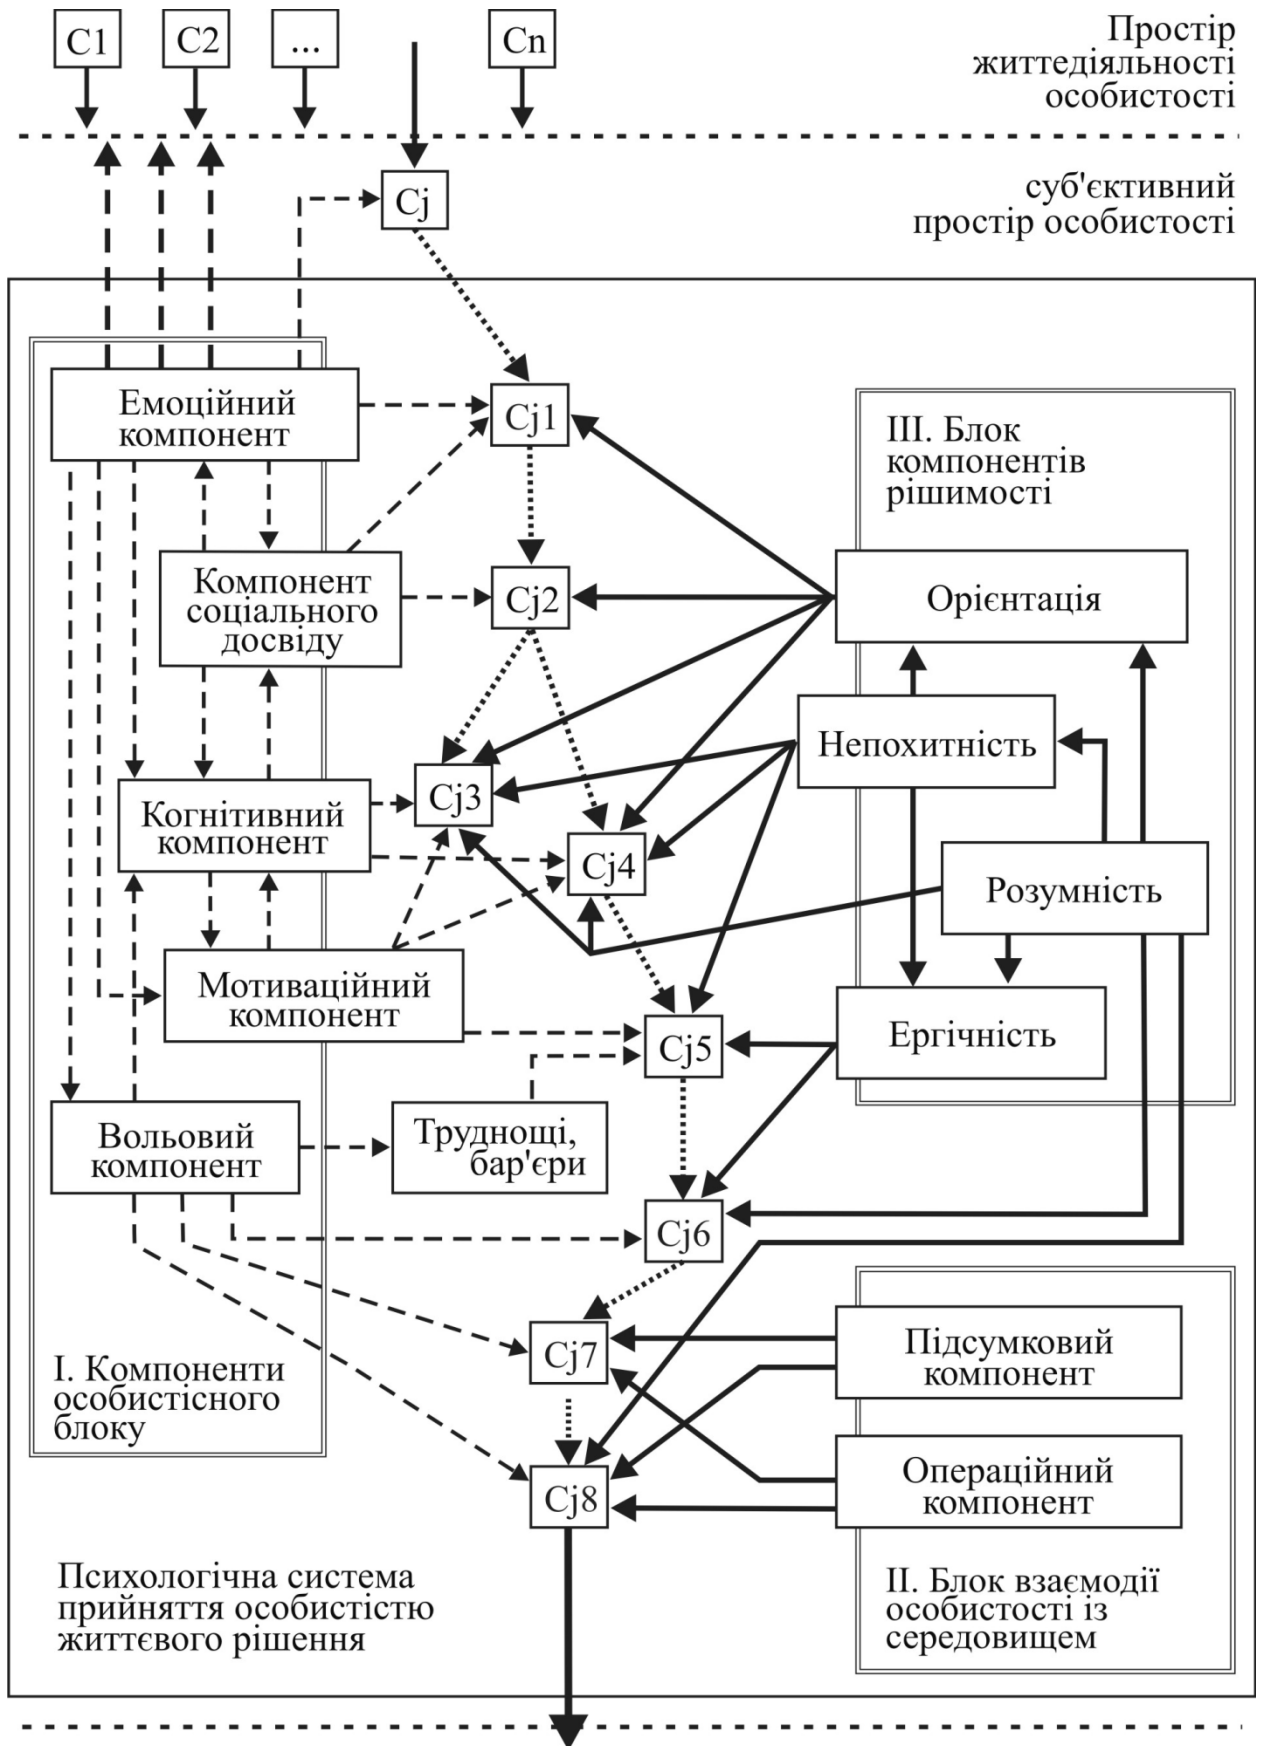 C1
C2
...
Cn
Простір
життедіяльності
особистості
Cj
суб'єктивний
простір особистості
Емоційний
компонент
Cj1
III. Блок
компонентів
рішимості
Компонент
соціального
досвіду
Cj2
Орієнтація
Непохитність
Когнітивний
компонент
Cj3
Cj4
Розумність
Мотиваційний
компонент
Cj5
Ергічність
Вольовий
компонент
Труднощі,
бар'єри
Cj6
Cj7
Підсумковий
компонент
I. Компоненти
особистісного
блоку
Cj8
Операційний
компонент
Психологічна система
прийняття особистістю
життєвого рішення
II. Блок взаємодії
особистості із
середовищем